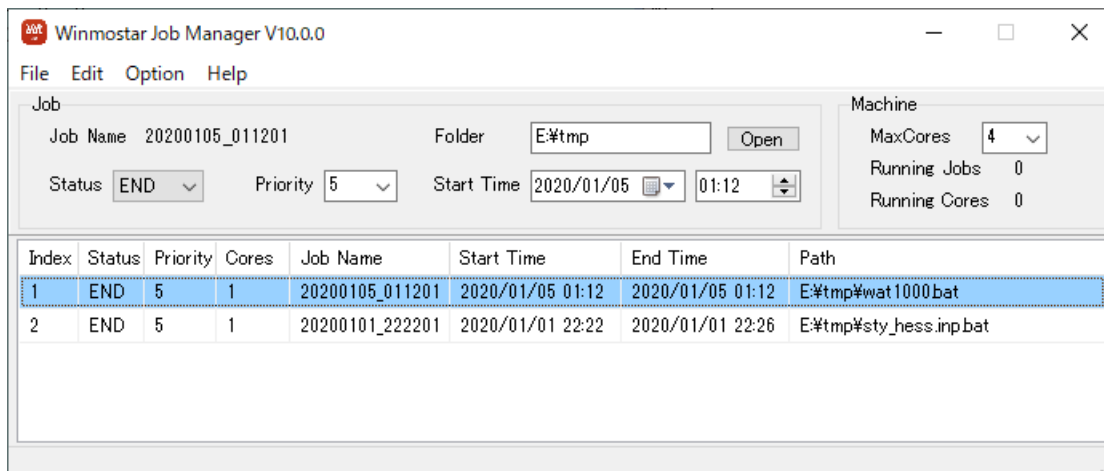 Winmostar Job Manager V10.0.0
File Edit Option Help
Job Machine
Job Name 20200105_011201 Folder E:¥tmp Open MaxCores 4
Running Jobs 0
Status END Priority 5 Start Time 2020/01/05 01:12
Running Cores 0
Index Status Priority Cores Job Name Start Time End Time Path
1 END 5 1 20200105_011201 2020/01/05 01:12 2020/01/05 01:12 E:¥tmp¥wat1000.bat
2 END 5 1 20200101_222201 2020/01/01 22:22 2020/01/01 22:26 E:¥tmp¥sty_hess.inp.bat